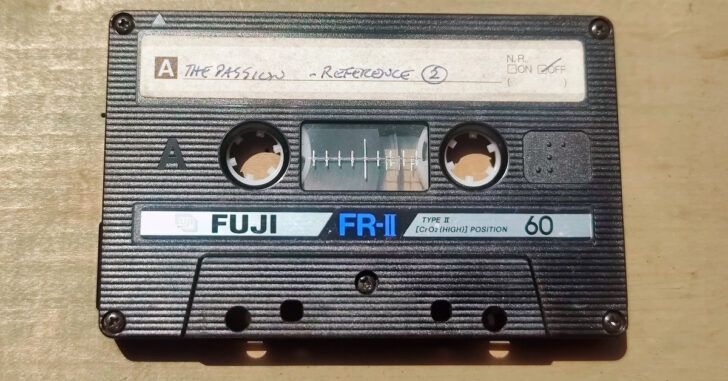 A THE PASSION - REFERENCE 2
N.R.
ON OFF
( )
A
FUJI FR-II TYPE II 60
[CrO2(HIGH)] POSITION